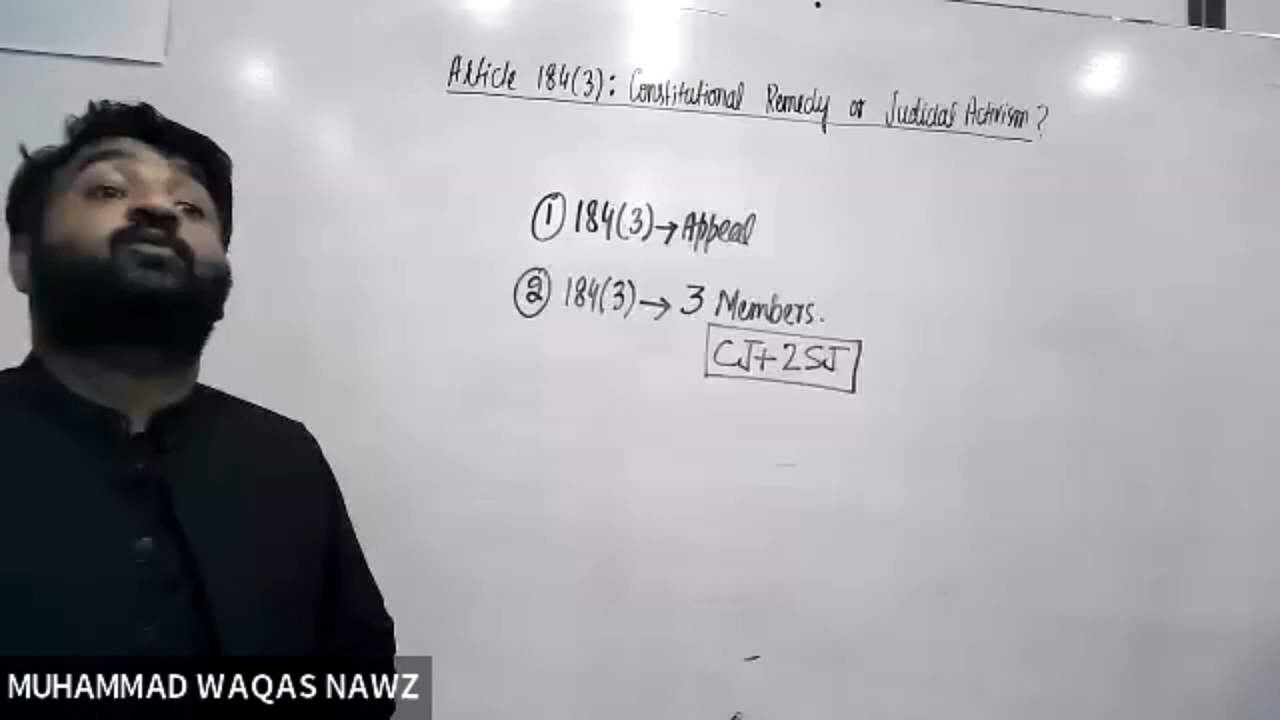 Article 184(3): Constitutional Remedy or Judicial Activism?
① 184(3)→Appeal
② 184(3)→ 3 Members.
CJ+2SJ
MUHAMMAD WAQAS NAWZ